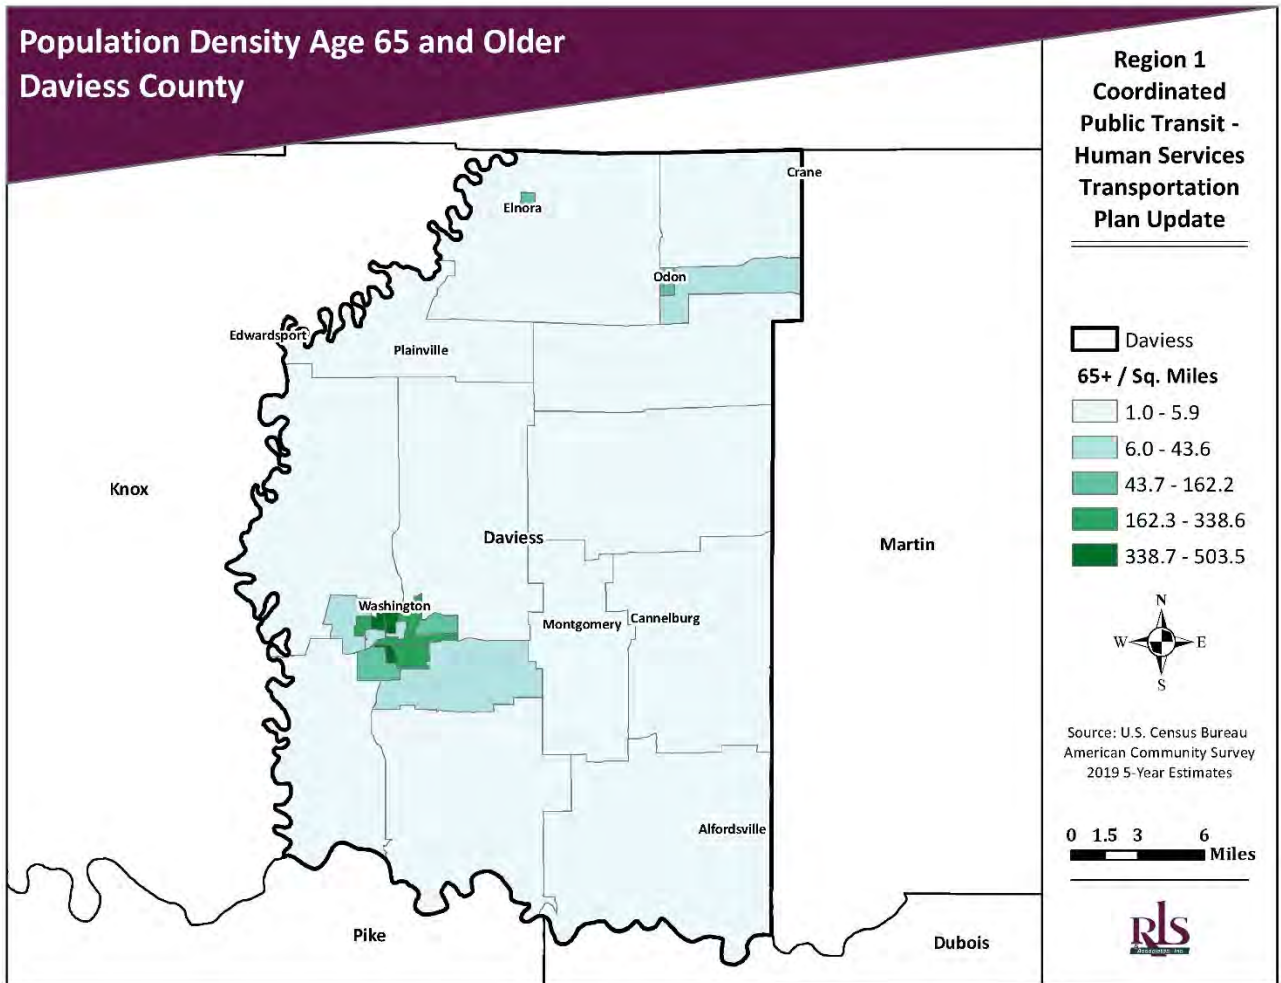 Population Density Age 65 and Older
Daviess County
Region 1
Coordinated
Public Transit -
Human Services
Transportation
Plan Update
Crane
Elnora
Odon
Edwardsport
Plainville
Knox
Daviess
Martin
Washington
Montgomery
Cannelburg
Alfordsville
Pike
Dubois
Daviess
65+ / Sq. Miles
1.0 - 5.9
6.0 - 43.6
43.7 - 162.2
162.3 - 338.6
338.7 - 503.5
N
W
E
S
Source: U.S. Census Bureau
American Community Survey
2019 5-Year Estimates
0 1.5 3 6
Miles
RLS
Associates, Inc.